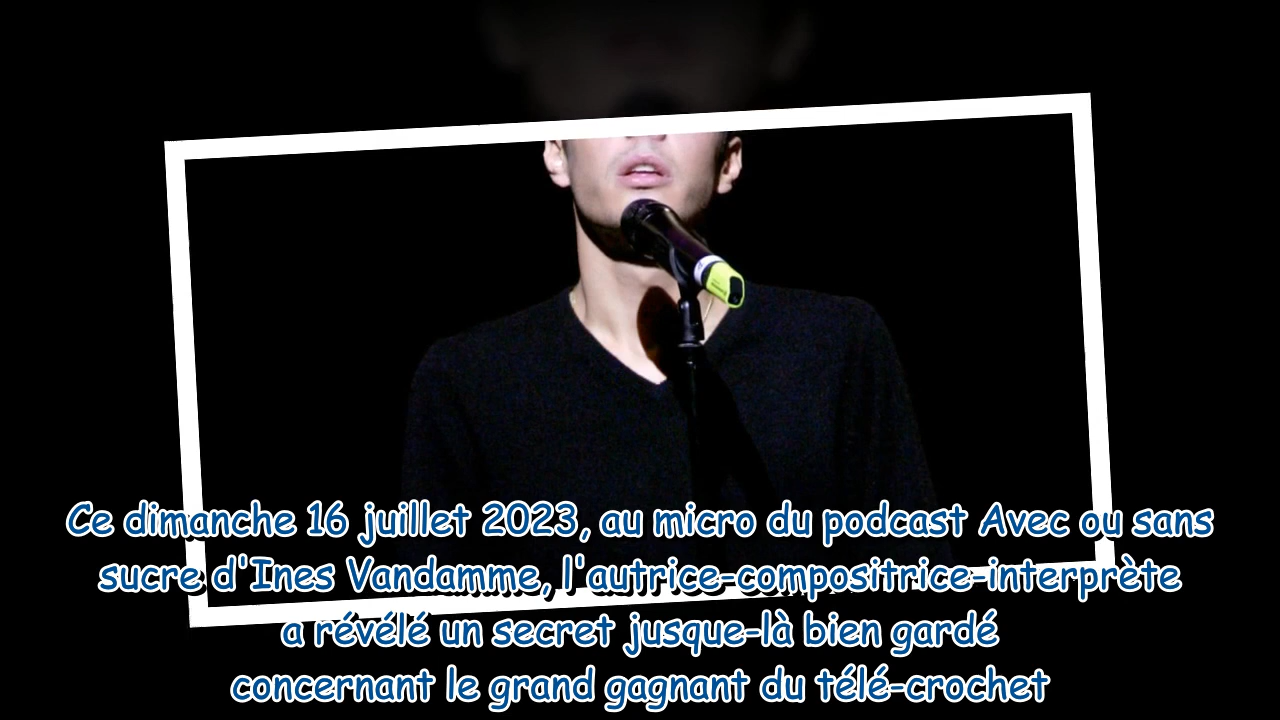 Ce dimanche 16 juillet 2023, au micro du podcast Avec ou sans
sucre d'Ines Vandamme, l'autrice-compositrice-interprète
a révélé un secret jusque-là bien gardé
concernant le grand gagnant du télé-crochet